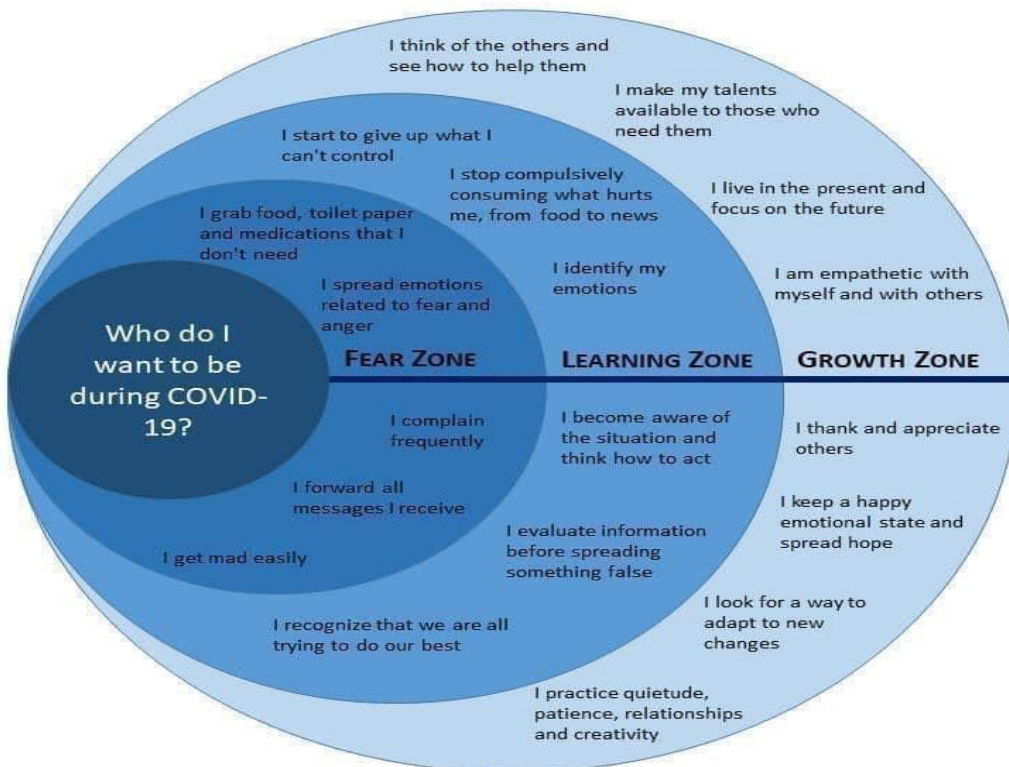 I think of the others and
see how to help them
I make my talents
available to those who
need them
I start to give up what I
can't control
I stop compulsively
consuming what hurts
me, from food to news
I live in the present and
focus on the future
I grab food, toilet paper
and medications that I
don't need
I identify my
emotions
I am empathetic with
myself and with others
I spread emotions
related to fear and
anger
Who do I
want to be
during COVID-
19?
FEAR ZONE
LEARNING ZONE
GROWTH ZONE
I complain
frequently
I become aware of
the situation and
think how to act
I thank and appreciate
others
I forward all
messages I receive
I keep a happy
emotional state and
spread hope
I get mad easily
I evaluate information
before spreading
something false
I look for a way to
adapt to new
changes
I recognize that we are all
trying to do our best
I practice quietude,
patience, relationships
and creativity